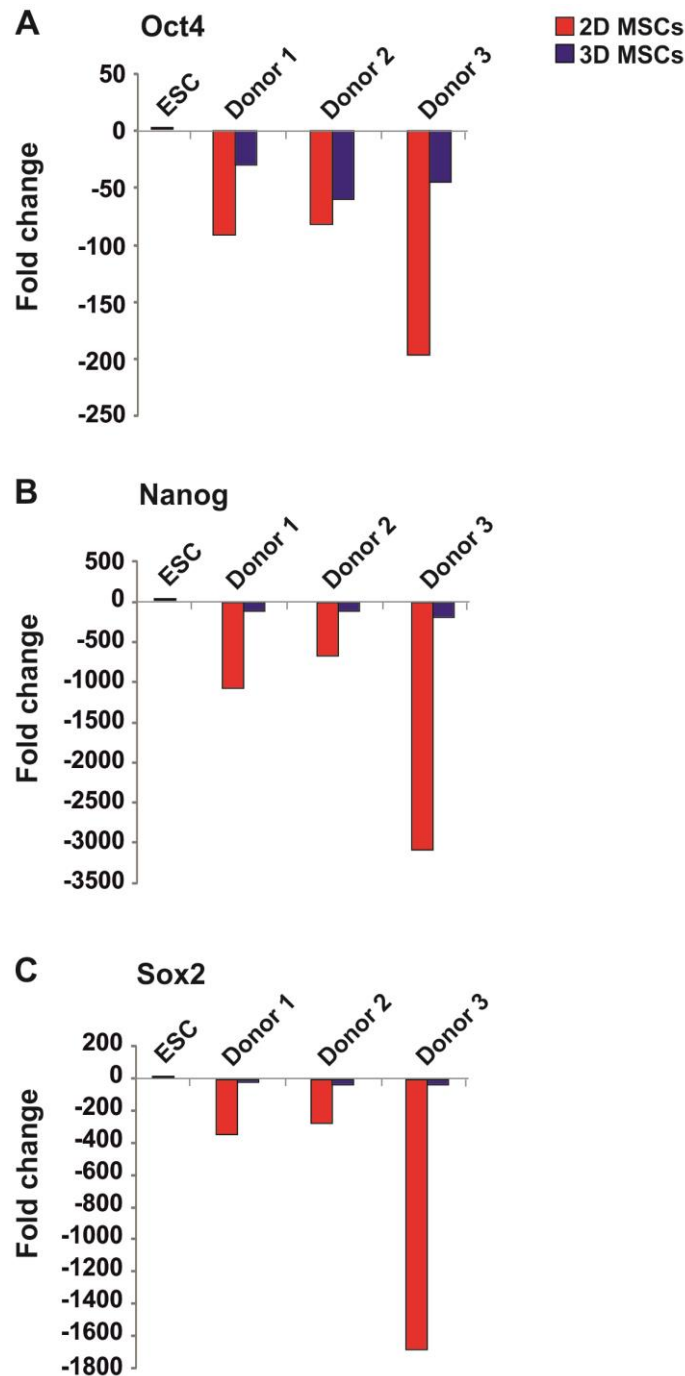 A
Oct4
2D MSCs
3D MSCs
ESC
Donor 1
Donor 2
Donor 3
50
0
-50
-100
-150
-200
-250
Fold change
B
Nanog
ESC
Donor 1
Donor 2
Donor 3
500
0
-500
-1000
-1500
-2000
-2500
-3000
-3500
Fold change
C
Sox2
ESC
Donor 1
Donor 2
Donor 3
200
0
-200
-400
-600
-800
-1000
-1200
-1400
-1600
-1800
Fold change